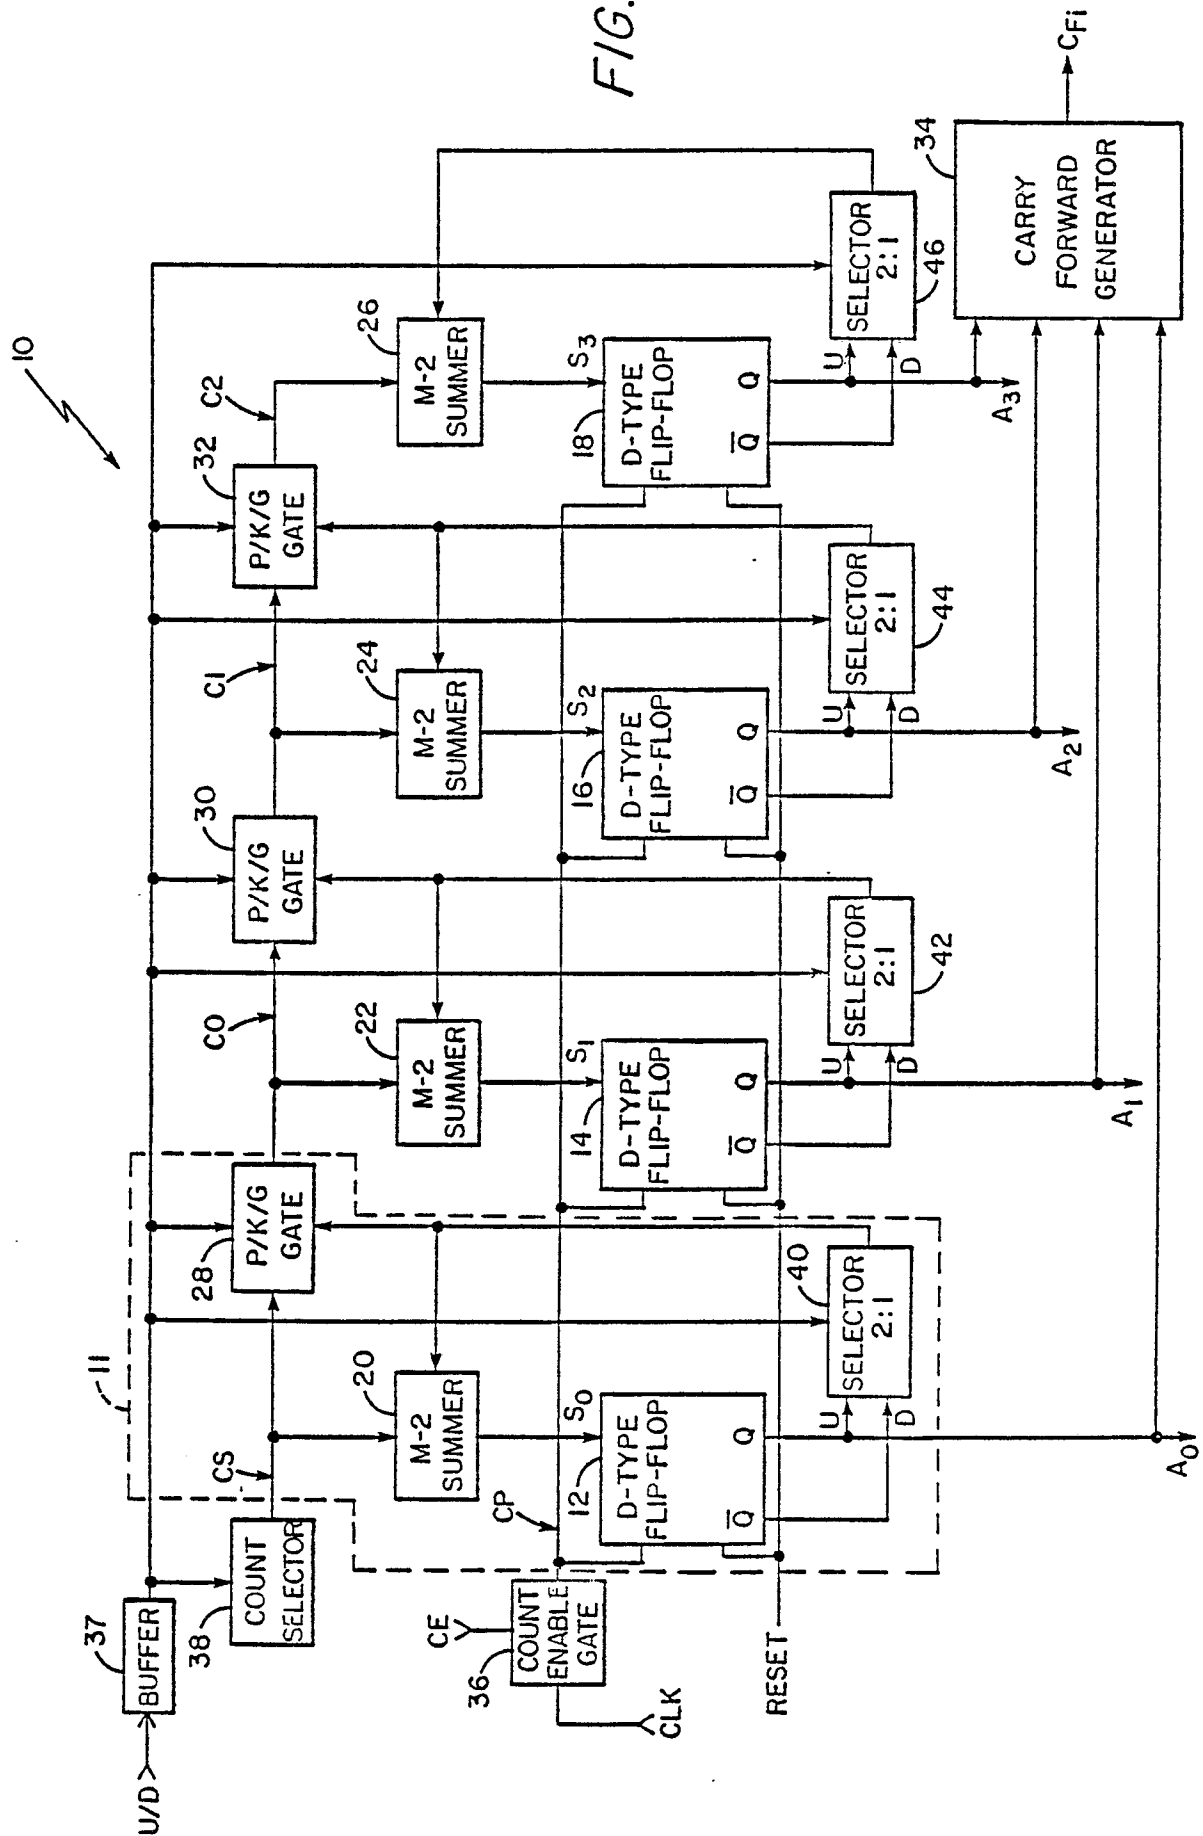 FIG.
10
11
U/D
37
BUFFER
38
COUNT
SELECTOR
CS
28
P/K/G
GATE
C0
30
P/K/G
GATE
C1
32
P/K/G
GATE
C2
20
M-2
SUMMER
22
M-2
SUMMER
24
M-2
SUMMER
26
M-2
SUMMER
CE
CLK
36
COUNT
ENABLE
GATE
CP
RESET
S0
12
D-TYPE
FLIP-FLOP
Q̅
Q
S1
14
D-TYPE
FLIP-FLOP
Q̅
Q
S2
16
D-TYPE
FLIP-FLOP
Q̅
Q
S3
18
D-TYPE
FLIP-FLOP
Q̅
Q
U
D
40
SELECTOR
2:1
U
D
42
SELECTOR
2:1
U
D
44
SELECTOR
2:1
U
D
46
SELECTOR
2:1
A0
A1
A2
A3
34
CARRY
FORWARD
GENERATOR
CFi